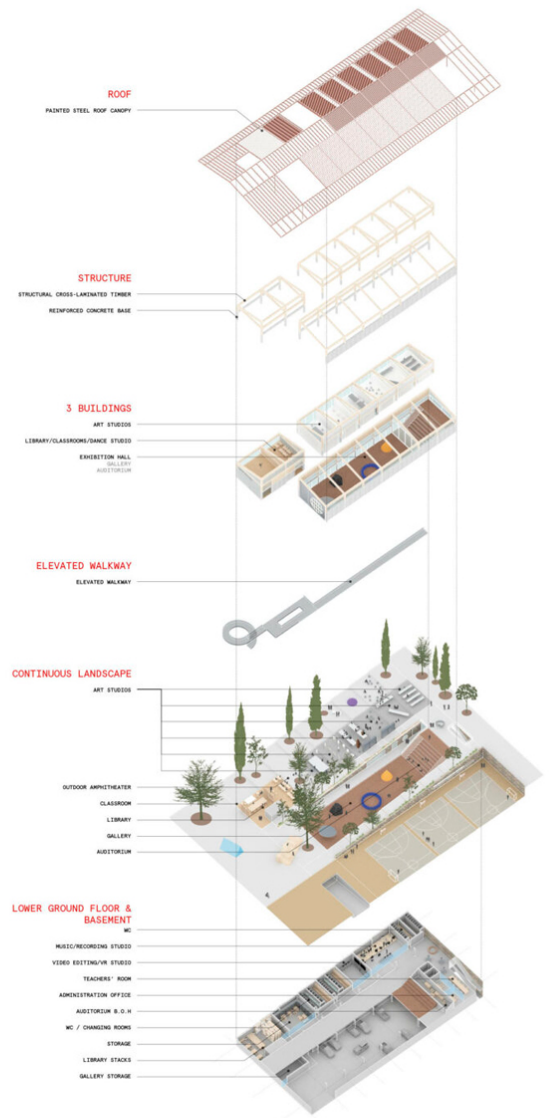 ROOF
PAINTED STEEL ROOF CANOPY
STRUCTURE
STRUCTURAL CROSS-LAMINATED TIMBER
REINFORCED CONCRETE BASE
3 BUILDINGS
ART STUDIOS
LIBRARY/CLASSROOMS/DANCE STUDIO
EXHIBITION HALL
GALLERY
AUDITORIUM
ELEVATED WALKWAY
ELEVATED WALKWAY
CONTINUOUS LANDSCAPE
ART STUDIOS
OUTDOOR AMPHITHEATER
CLASSROOM
LIBRARY
GALLERY
AUDITORIUM
LOWER GROUND FLOOR &
BASEMENT
WC
MUSIC/RECORDING STUDIO
VIDEO EDITING/VR STUDIO
TEACHERS' ROOM
ADMINISTRATION OFFICE
AUDITORIUM B.O.H
WC / CHANGING ROOMS
STORAGE
LIBRARY STACKS
GALLERY STORAGE